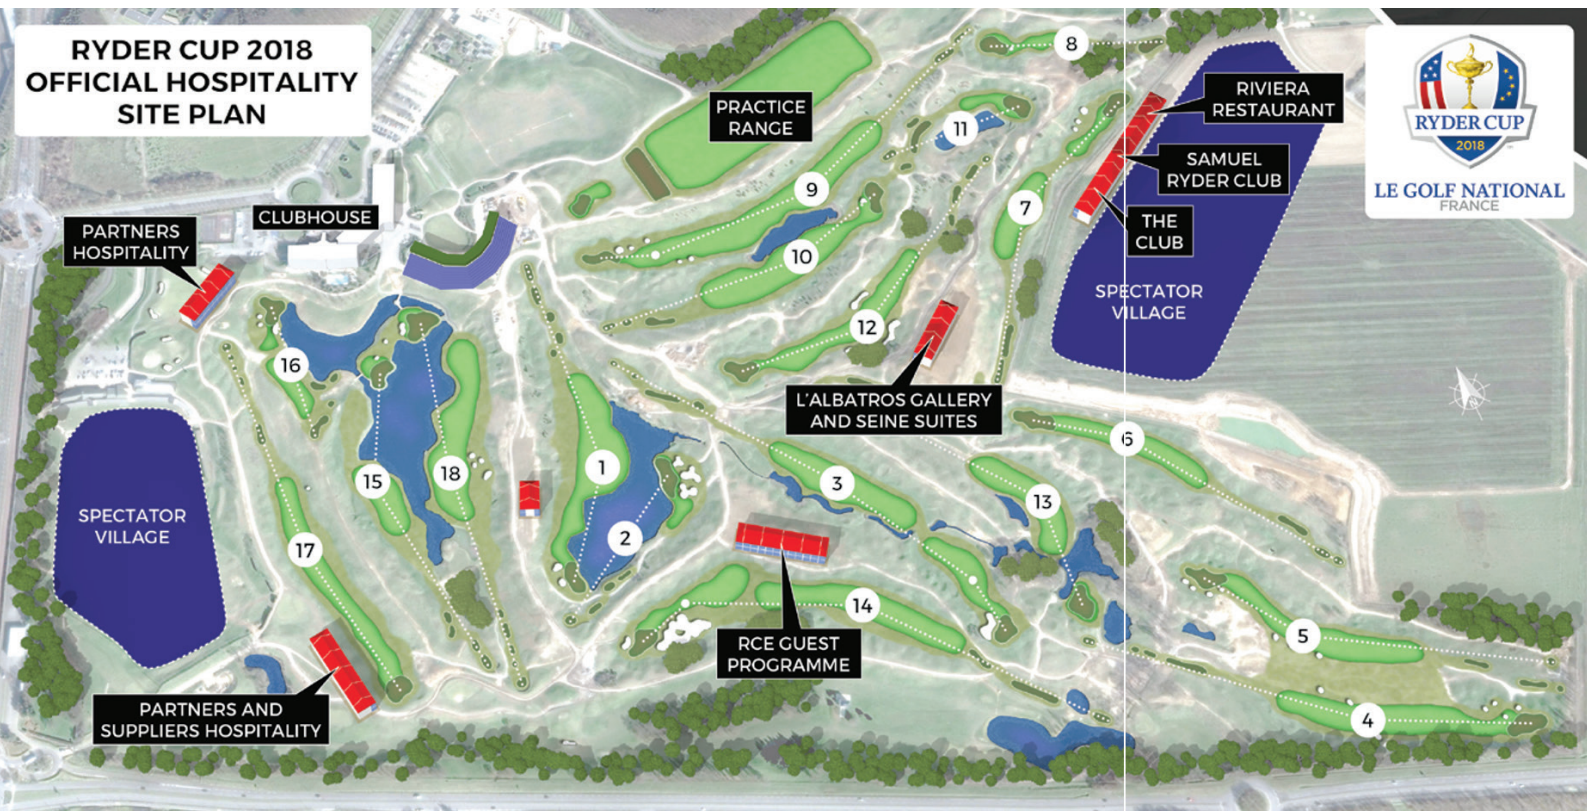 RYDER CUP 2018
OFFICIAL HOSPITALITY
SITE PLAN
8
RIVIERA
RESTAURANT
RYDER CUP
2018
PRACTICE
RANGE
11
SAMUEL
RYDER CLUB
LE GOLF NATIONAL
FRANCE
9
7
CLUBHOUSE
PARTNERS
HOSPITALITY
THE
CLUB
10
SPECTATOR
VILLAGE
12
16
L'ALBATROS GALLERY
AND SEINE SUITES
6
1
15
18
3
13
SPECTATOR
VILLAGE
2
17
14
5
RCE GUEST
PROGRAMME
PARTNERS AND
SUPPLIERS HOSPITALITY
4